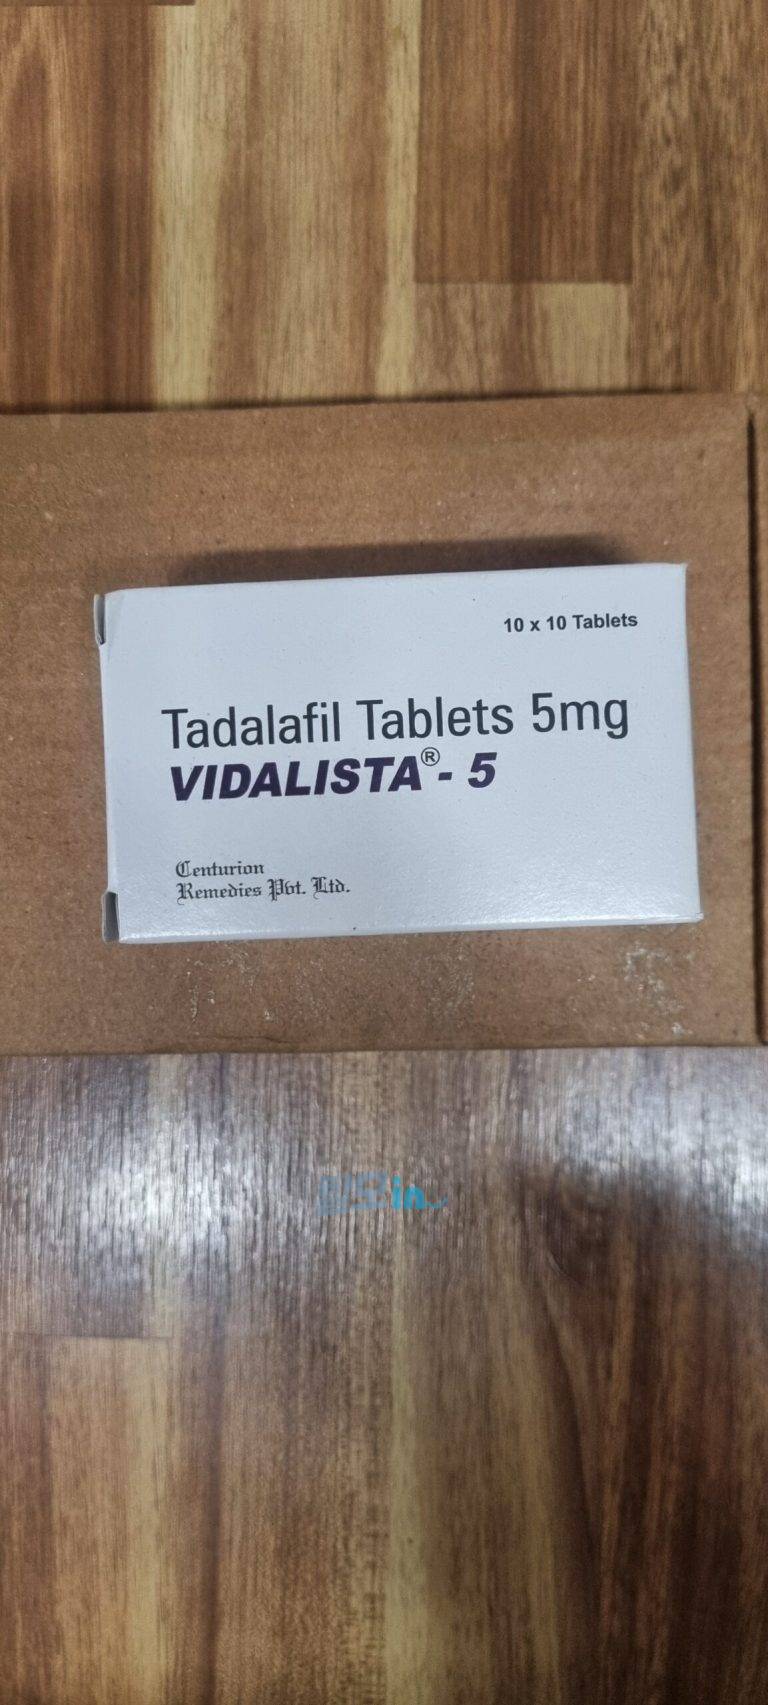 10 x 10 Tablets
Tadalafil Tablets 5mg
VIDALISTA®- 5
Centurion
Remedies Pvt. Ltd.